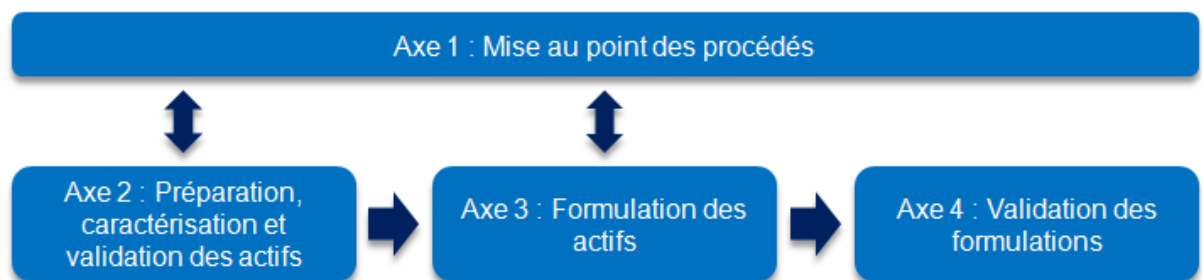 Axe 1 : Mise au point des procédés
Axe 2 : Préparation,
caractérisation et
validation des actifs
Axe 3 : Formulation des
actifs
Axe 4 : Validation des
formulations